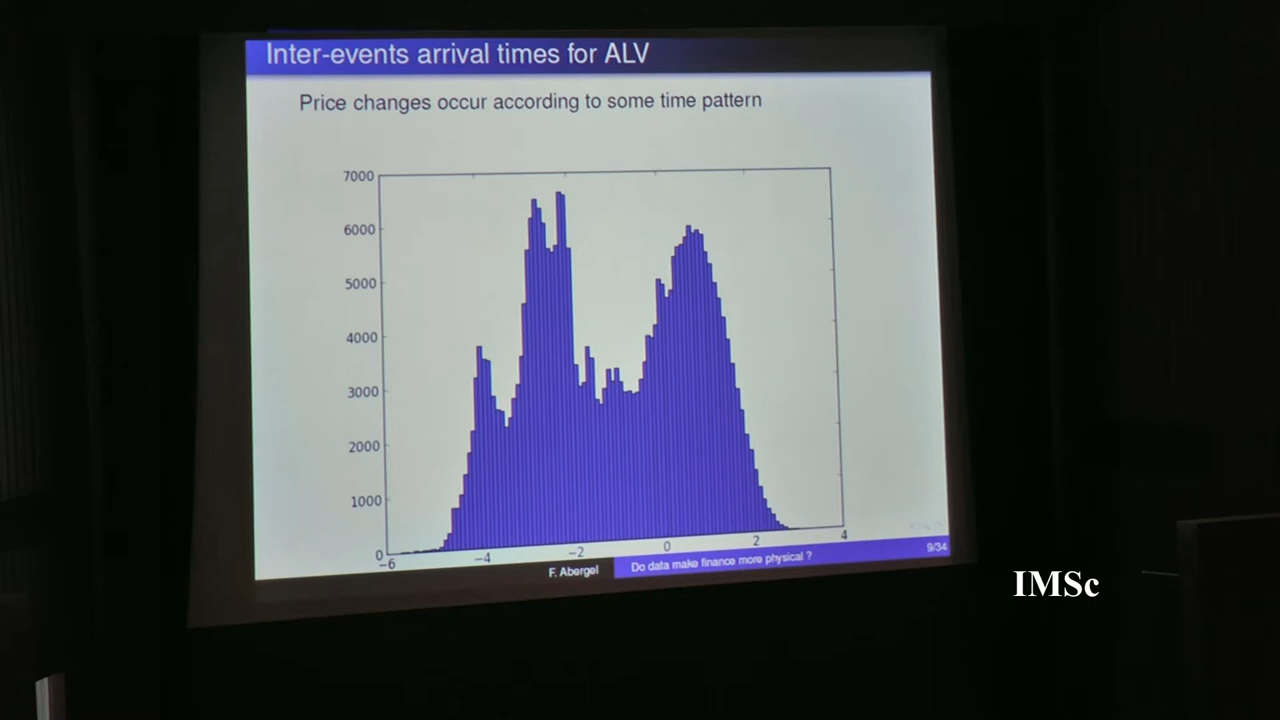 Inter-events arrival times for ALV
Price changes occur according to some time pattern
7000
6000
5000
4000
3000
2000
1000
0
−6 −4 −2 0 2 4
F. Abergel Do data make finance more physical ? 9/34
IMSc